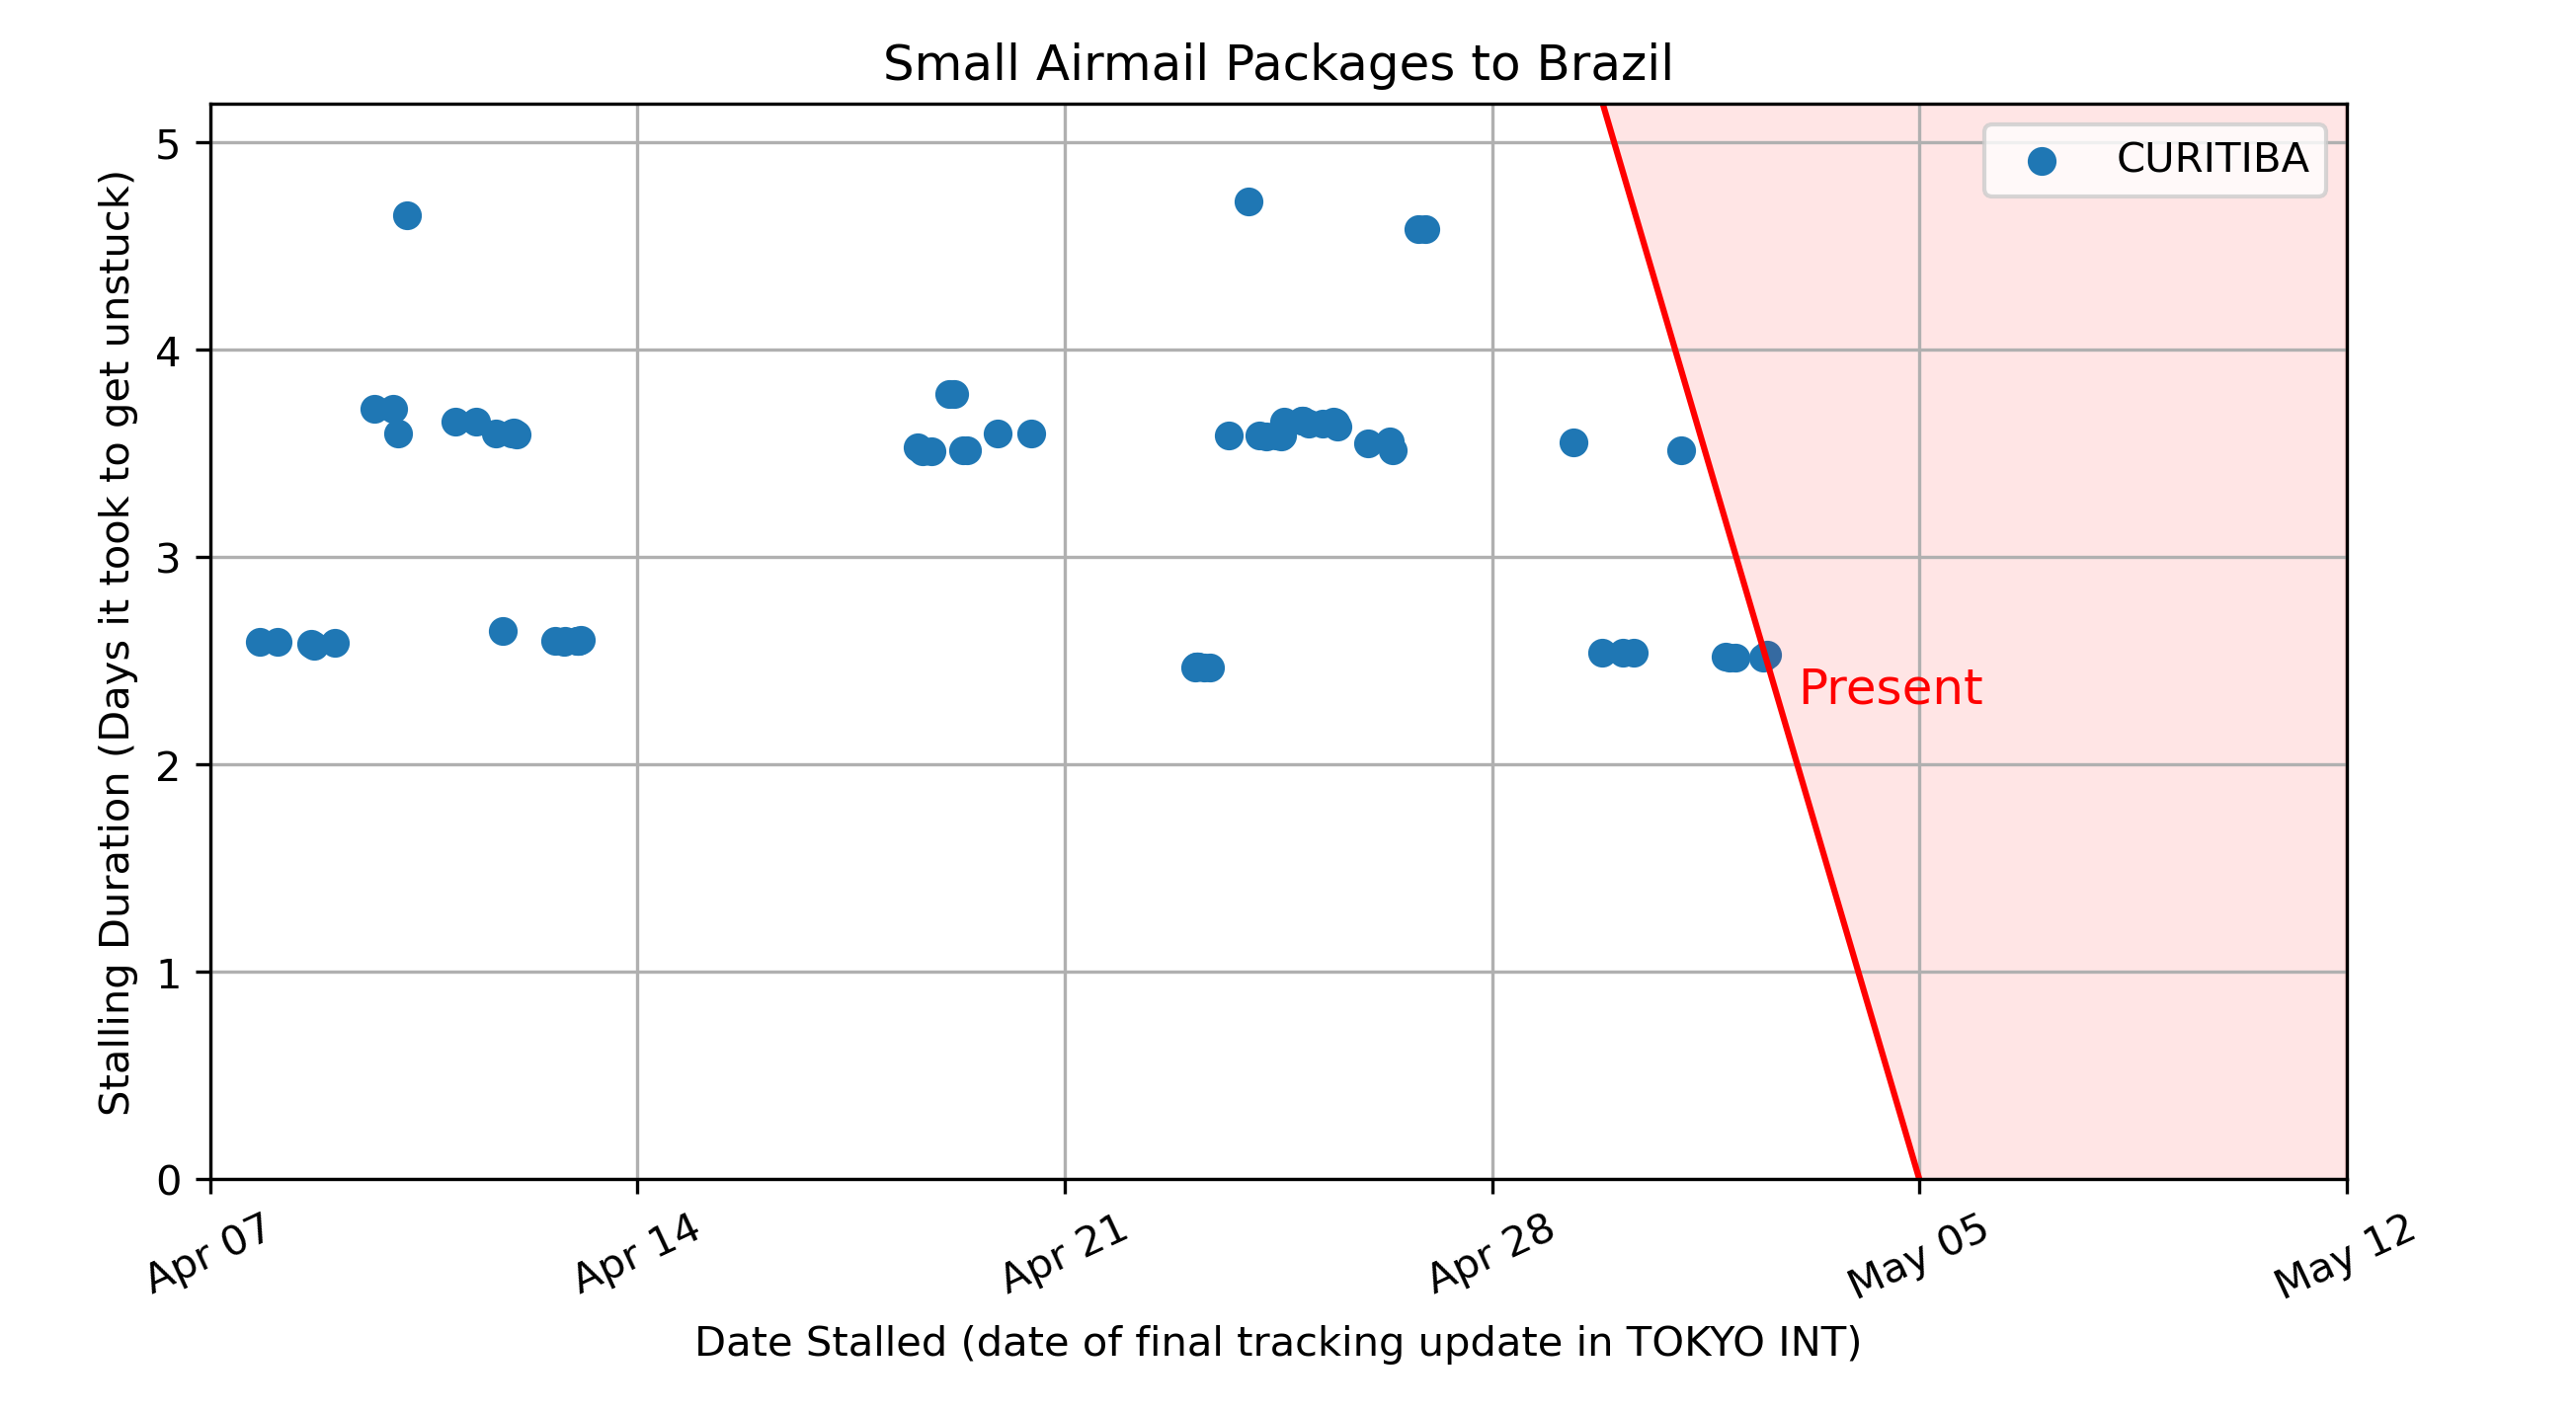 Small Airmail Packages to Brazil
Stalling Duration (Days it took to get unstuck)
5
4
3
2
1
0
CURITIBA
Present
Apr 07
Apr 14
Apr 21
Apr 28
May 05
May 12
Date Stalled (date of final tracking update in TOKYO INT)